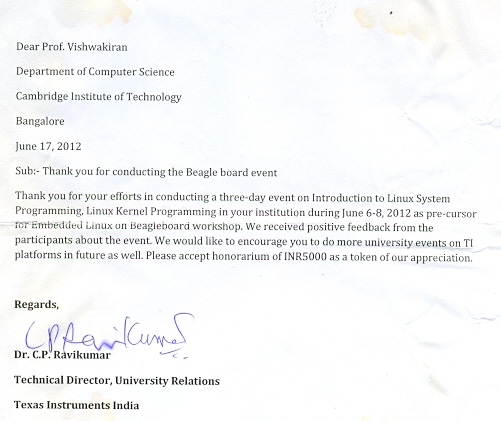 Dear Prof. Vishwakiran
Department of Computer Science
Cambridge Institute of Technology
Bangalore
June 17, 2012
Sub:- Thank you for conducting the Beagle board event
Thank you for your efforts in conducting a three-day event on Introduction to Linux System
Programming, Linux Kernel Programming in your institution during June 6-8, 2012 as pre-cursor
for Embedded Linux on Beagleboard workshop. We received positive feedback from the
participants about the event. We would like to encourage you to do more university events on TI
platforms in future as well. Please accept honorarium of INR5000 as a token of our appreciation.
Regards,
CPRavikumar
Dr. C.P. Ravikumar
Technical Director, University Relations
Texas Instruments India